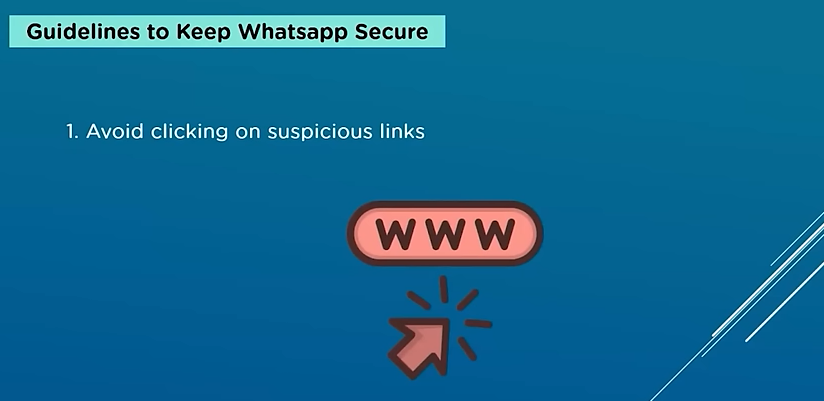 Guidelines to Keep Whatsapp Secure
1. Avoid clicking on suspicious links
WWW